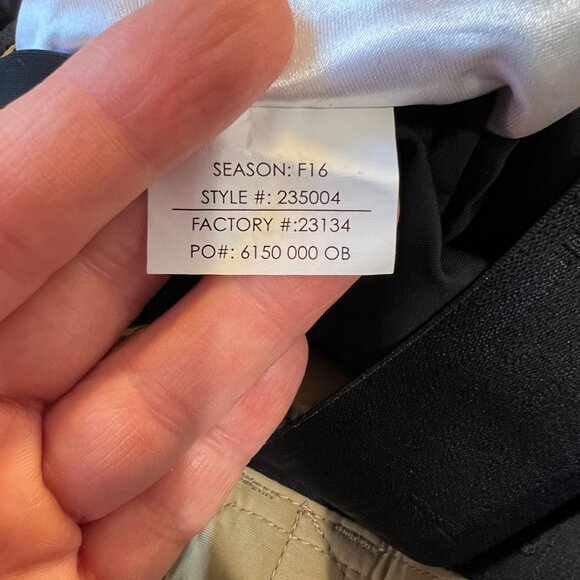 SEASON: F16
STYLE #: 235004
FACTORY #:23134
PO#: 6150 000 OB